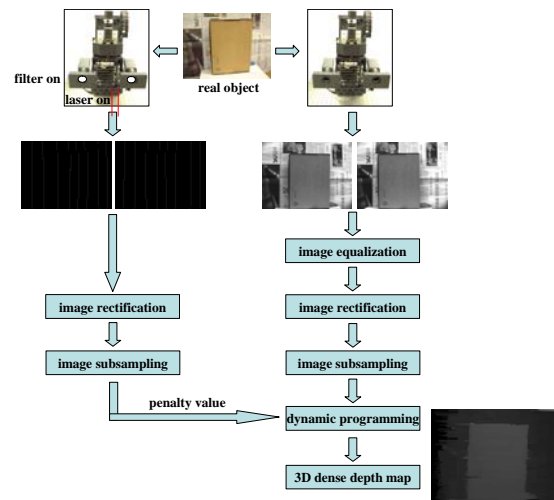 filter on
laser on
real object
image equalization
image rectification
image rectification
image subsampling
image subsampling
penalty value
dynamic programming
3D dense depth map